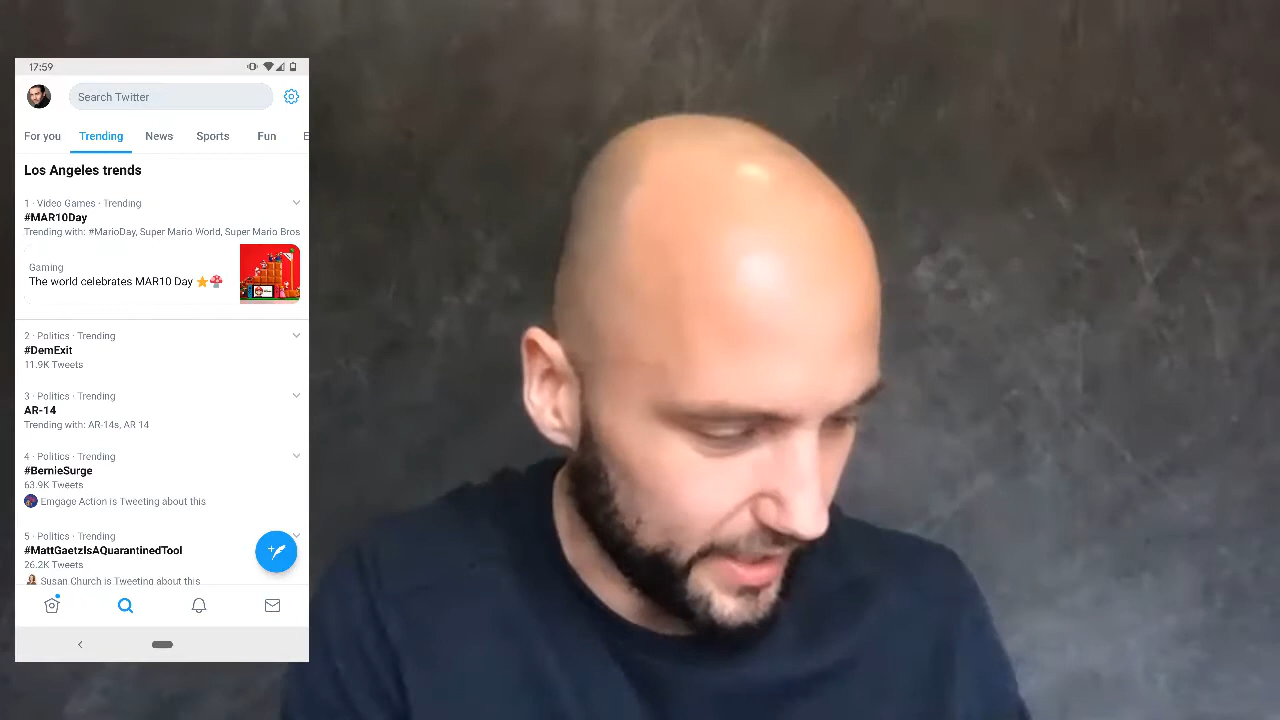 17:59
Search Twitter
For you Trending News Sports Fun E
Los Angeles trends
1 · Video Games · Trending
#MAR10Day
Trending with: #MarioDay, Super Mario World, Super Mario Bros
Gaming
The world celebrates MAR10 Day ⭐🍄
2 · Politics · Trending
#DemExit
11.9K Tweets
3 · Politics · Trending
AR-14
Trending with: AR-14s, AR 14
4 · Politics · Trending
#BernieSurge
63.9K Tweets
Emgage Action is Tweeting about this
5 · Politics · Trending
#MattGaetzIsAQuarantinedTool
26.2K Tweets
Susan Church is Tweeting about this